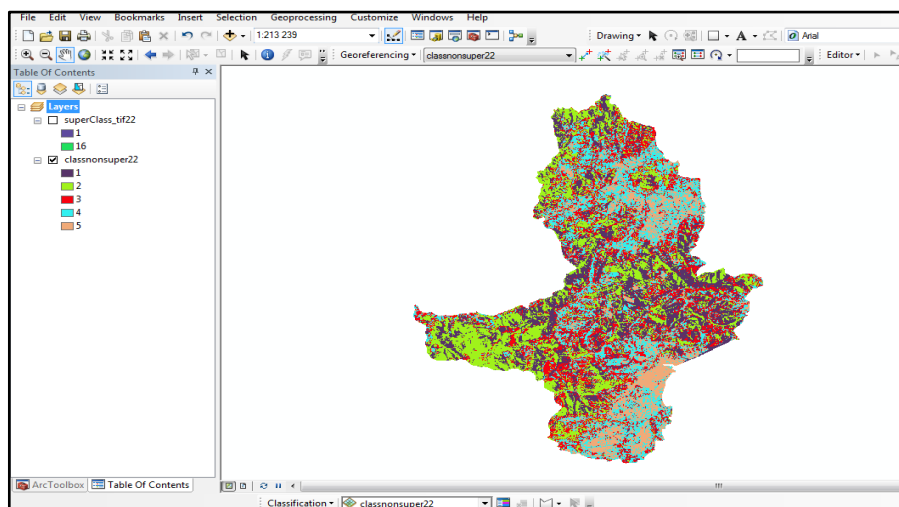 File Edit View Bookmarks Insert Selection Geoprocessing Customize Windows Help
1:213 239 Drawing A Arial
Georeferencing classnonsuper22 Editor
Table Of Contents
Layers
superClass_tif22
1
16
classnonsuper22
1
2
3
4
5
ArcToolbox Table Of Contents
Classification classnonsuper22